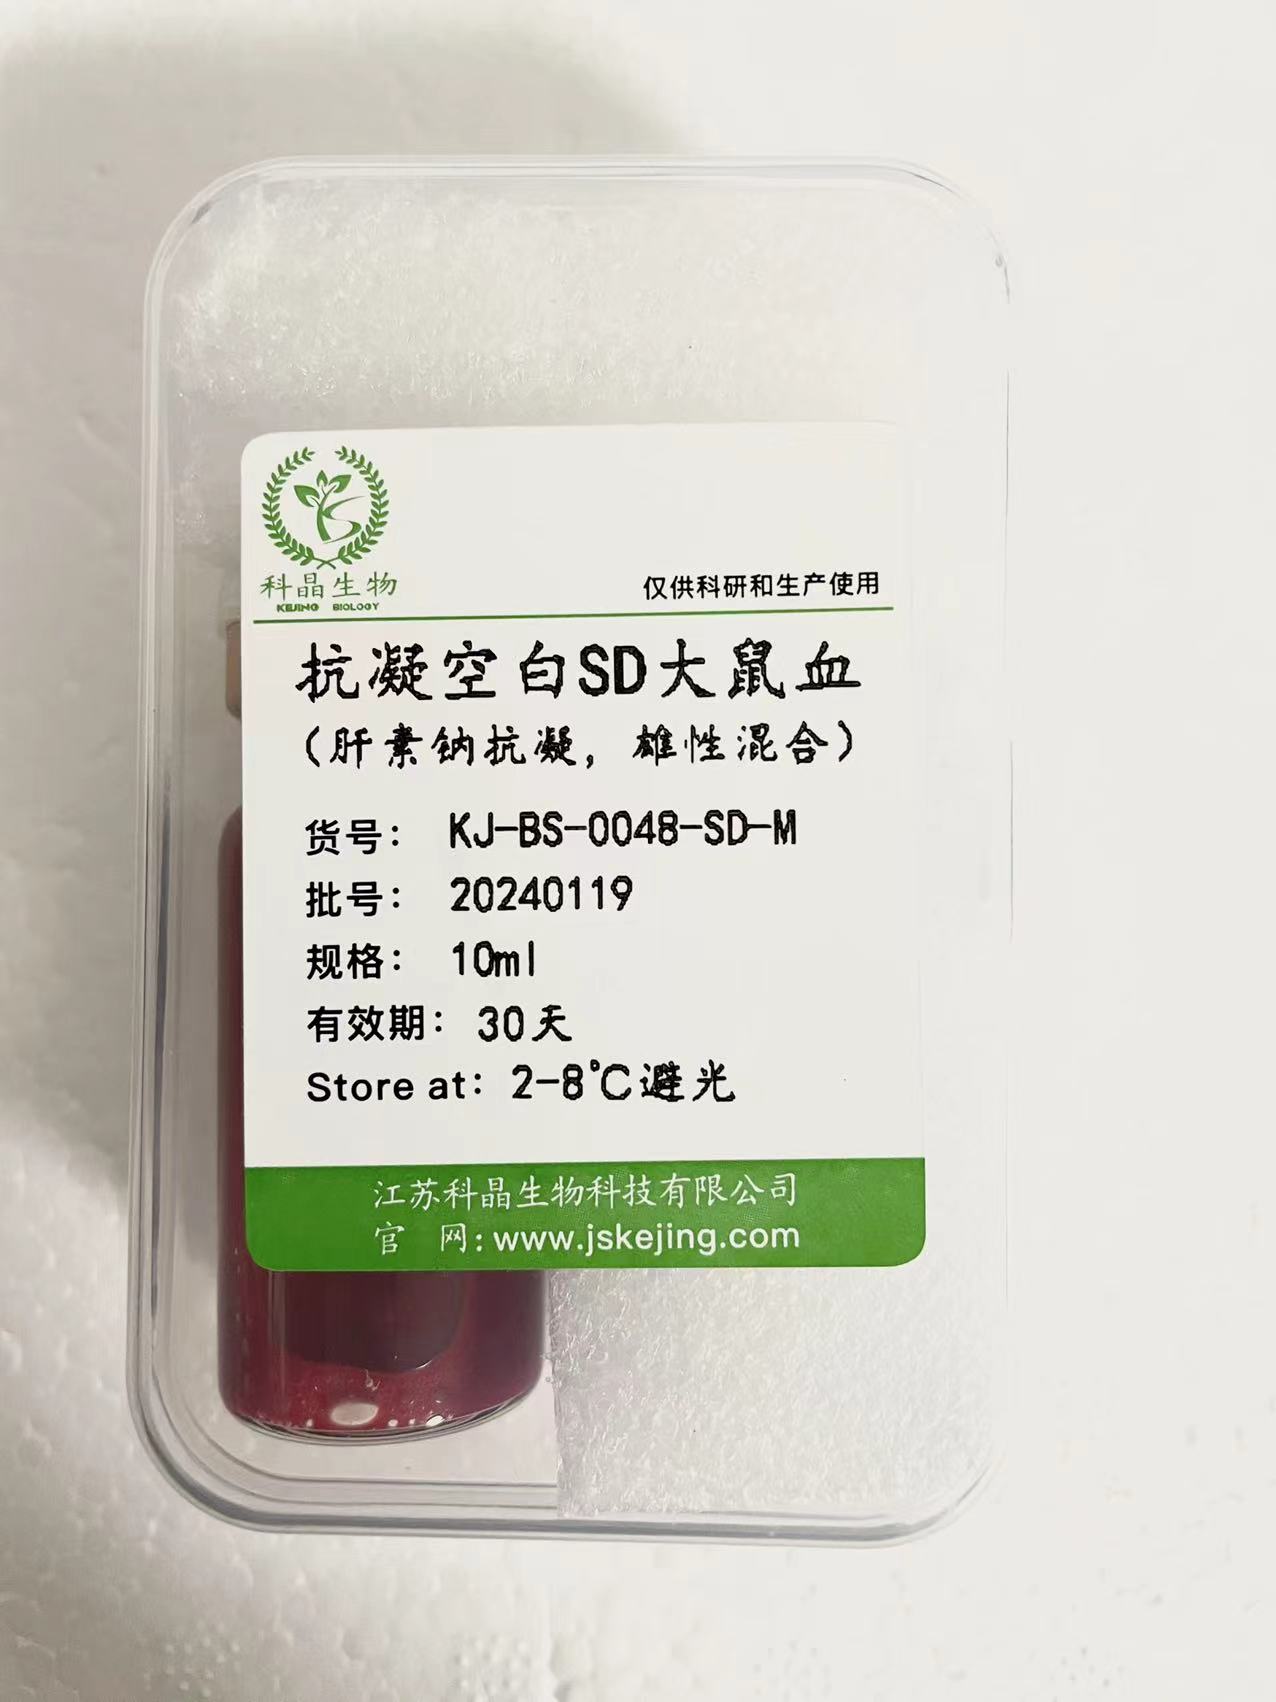 科晶生物
KEJING BIOLOGY
仅供科研和生产使用
抗凝空白SD大鼠血
（肝素钠抗凝，雄性混合）
货号： KJ-BS-0048-SD-M
批号： 20240119
规格： 10ml
有效期： 30天
Store at： 2-8℃避光
江苏科晶生物科技有限公司
官 网：www.jskejing.com